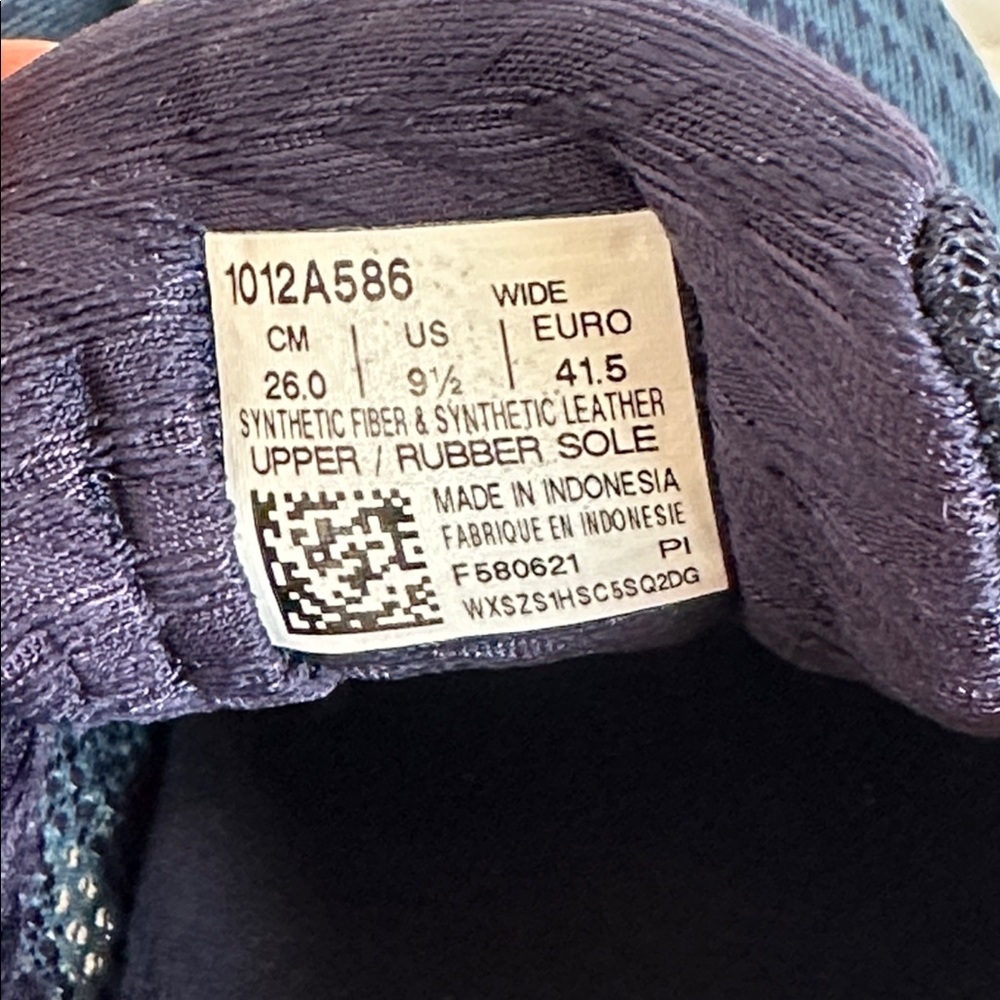 1012A586 WIDE
CM | US | EURO
26.0 | 9½ | 41.5
SYNTHETIC FIBER & SYNTHETIC LEATHER
UPPER / RUBBER SOLE
MADE IN INDONESIA
FABRIQUE EN INDONESIE
F580621 PI
WXSZS1HSC5SQ2DG